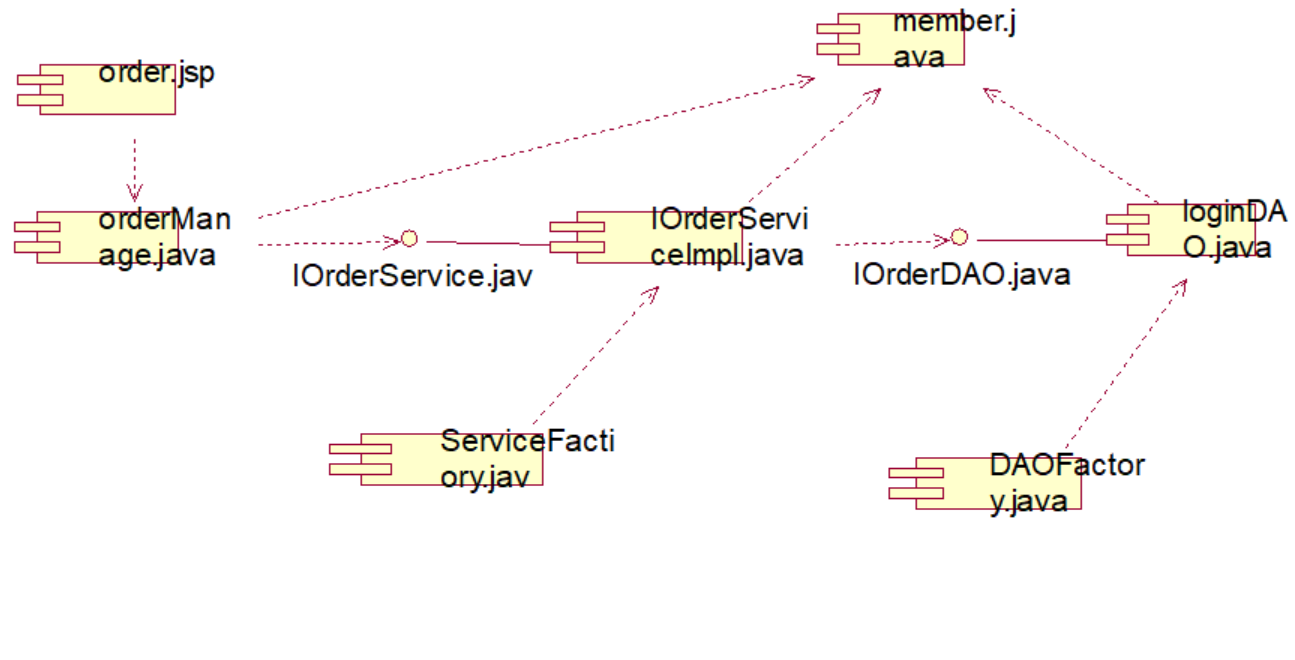 member.j
ava
order.jsp
orderMan
age.java
IOrderService.jav
IOrderServi
ceImpl.java
IOrderDAO.java
loginDA
O.java
ServiceFacti
ory.jav
DAOFactor
y.java